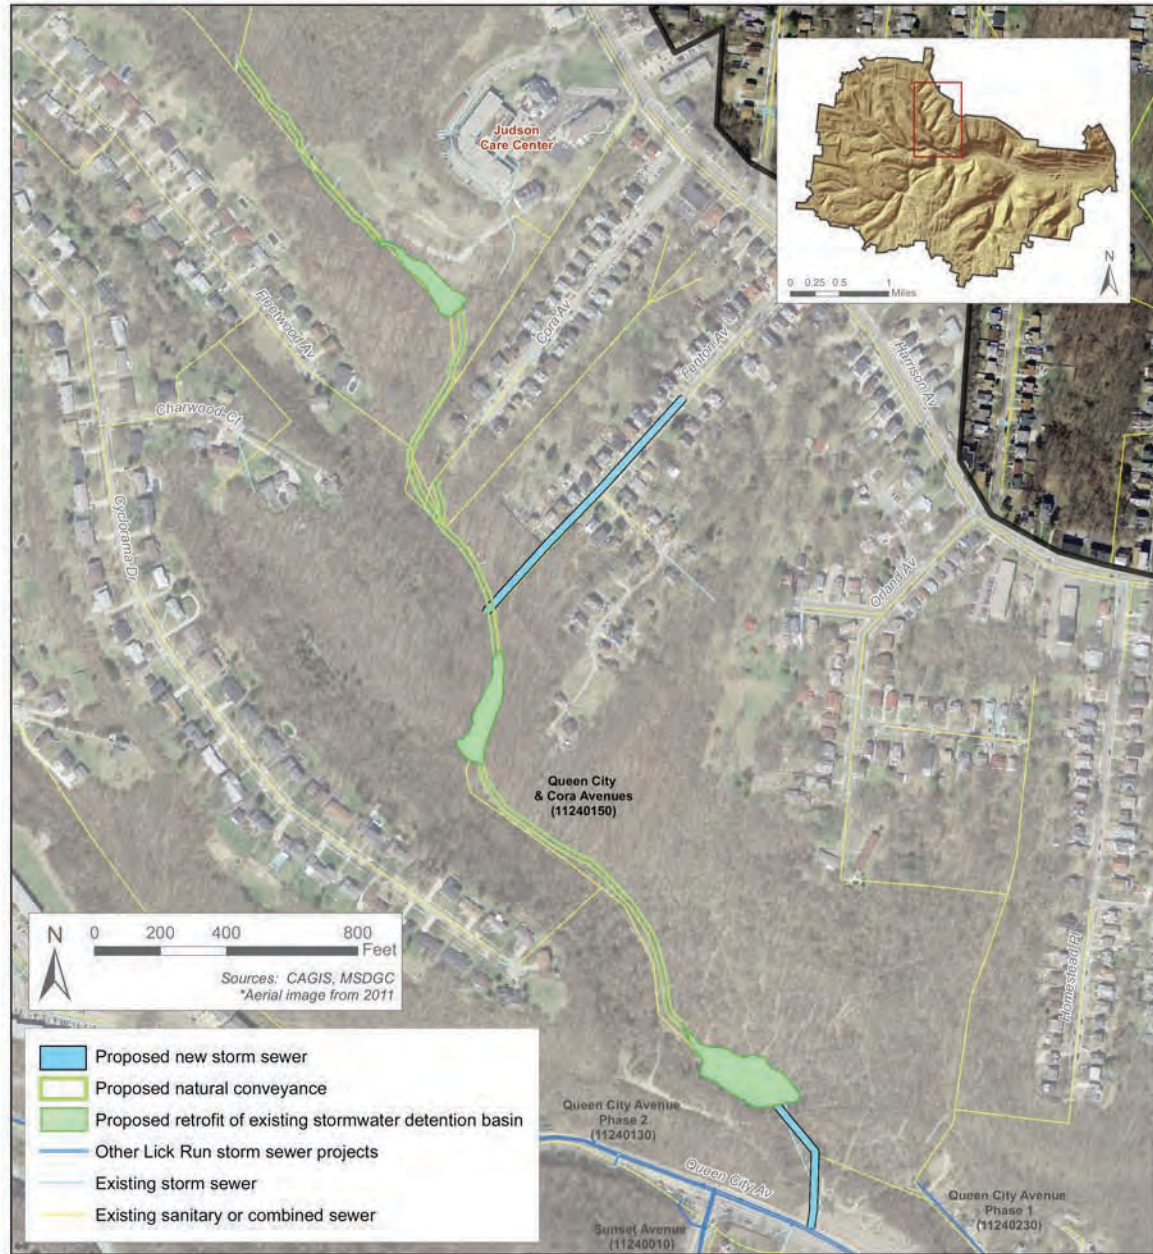 Judson
Care Center
N
0 0.25 0.5 1
Miles
Fleetwood Av
Cora Av
Fenton Av
Harrison Av
Charwood Ct
Cyclorama Dr
Orland Av
Queen City
& Cora Avenues
(11240150)
Homestead Pl
N
0 200 400 800
Feet
Sources: CAGIS, MSDGC
*Aerial image from 2011
Proposed new storm sewer
Proposed natural conveyance
Proposed retrofit of existing stormwater detention basin
Other Lick Run storm sewer projects
Existing storm sewer
Existing sanitary or combined sewer
Queen City Avenue
Phase 2
(11240130)
Queen City Av
Sunset Avenue
(11240010)
Queen City Avenue
Phase 1
(11240230)